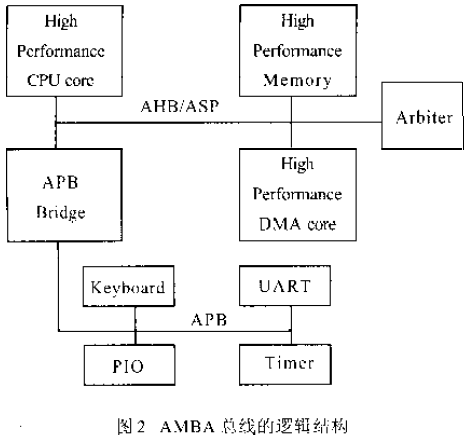 High
Performance
CPU core
High
Performance
Memory
AHB/ASP
Arbiter
APB
Bridge
High
Performance
DMA core
Keyboard
UART
APB
PIO
Timer
图2 AMBA 总线的逻辑结构